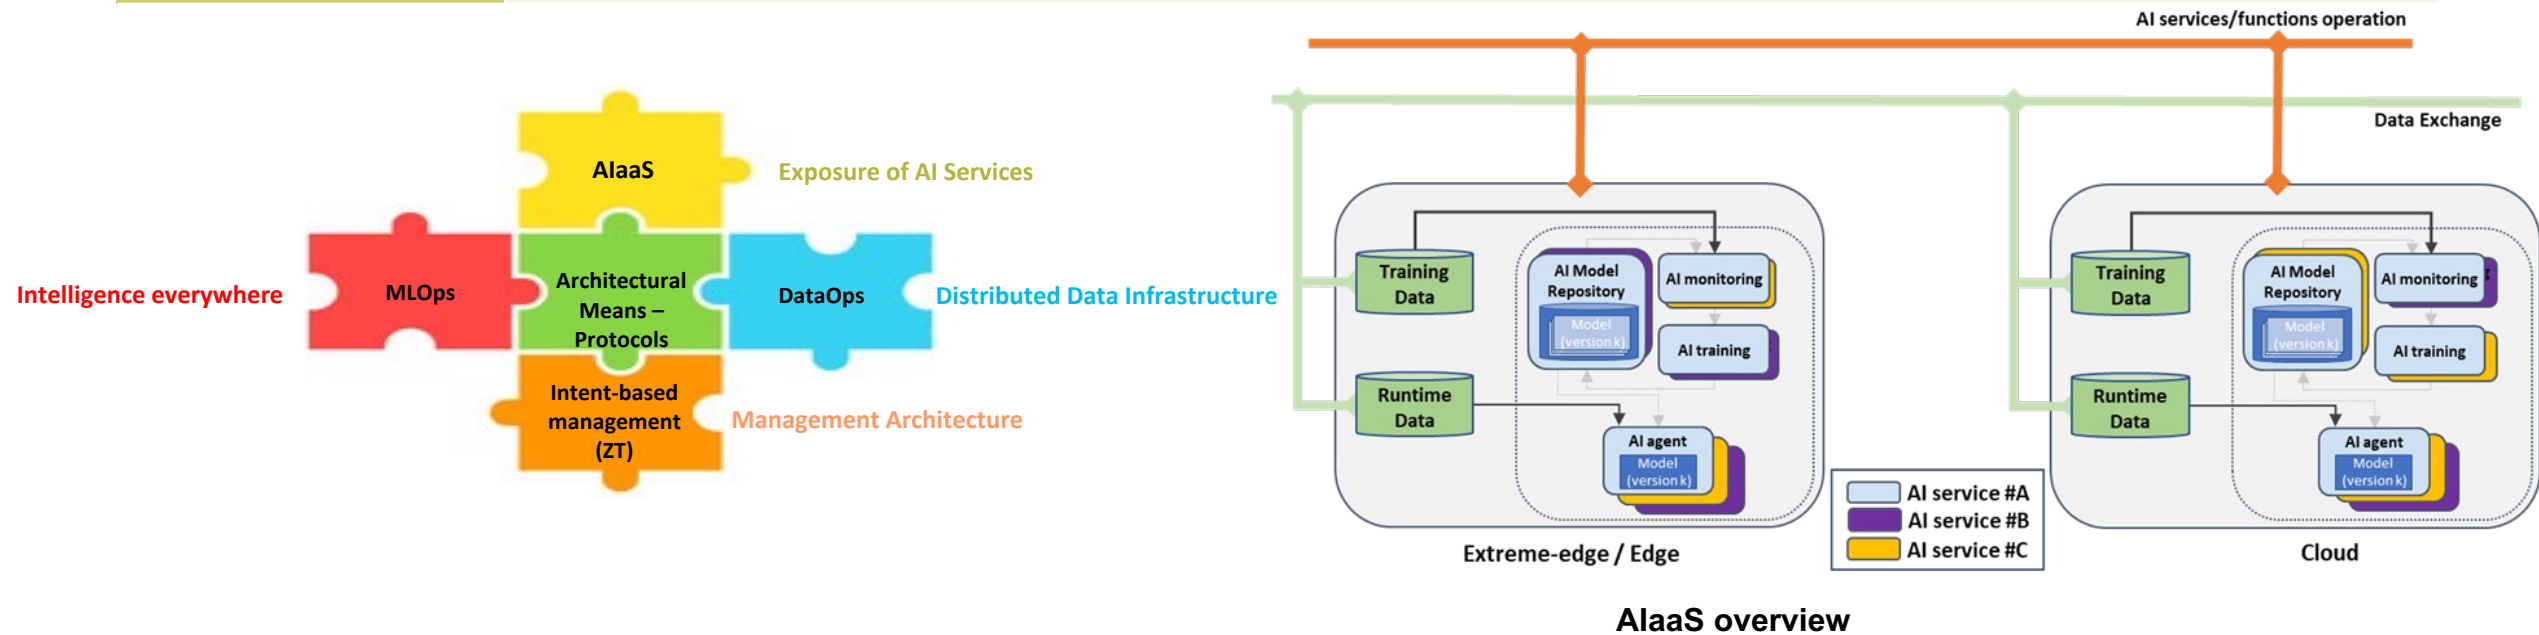 AIaaS
Exposure of AI Services
Intelligence everywhere
MLOps
Architectural
Means –
Protocols
DataOps
Distributed Data Infrastructure
Intent-based
management
(ZT)
Management Architecture
AI services/functions operation
Data Exchange
Training
Data
AI Model
Repository
Model
(version k)
AI monitoring
AI training
Runtime
Data
AI agent
Model
(version k)
Extreme-edge / Edge
AI service #A
AI service #B
AI service #C
Training
Data
AI Model
Repository
Model
(version k)
AI monitoring
AI training
Runtime
Data
AI agent
Model
(version k)
Cloud
AIaaS overview